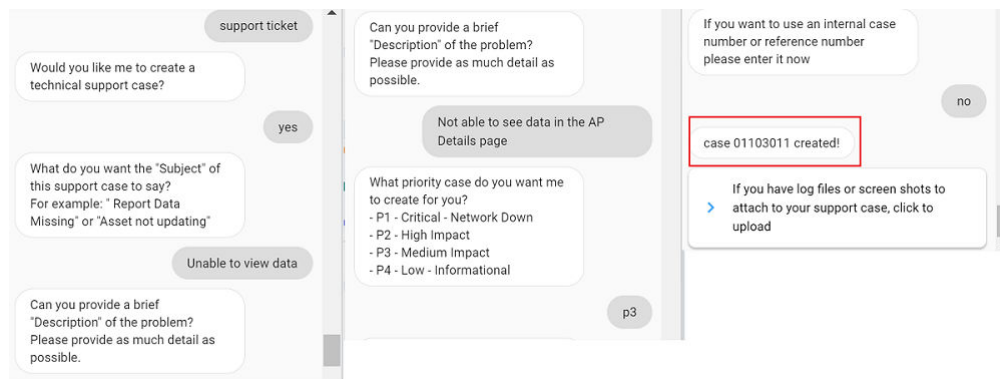 support ticket
Would you like me to create a
technical support case?
yes
What do you want the "Subject" of
this support case to say?
For example: " Report Data
Missing" or "Asset not updating"
Unable to view data
Can you provide a brief
"Description" of the problem?
Please provide as much detail as
possible.
Can you provide a brief
"Description" of the problem?
Please provide as much detail as
possible.
Not able to see data in the AP
Details page
What priority case do you want me
to create for you?
- P1 - Critical - Network Down
- P2 - High Impact
- P3 - Medium Impact
- P4 - Low - Informational
p3
If you want to use an internal case
number or reference number
please enter it now
no
case 01103011 created!
If you have log files or screen shots to
attach to your support case, click to
upload